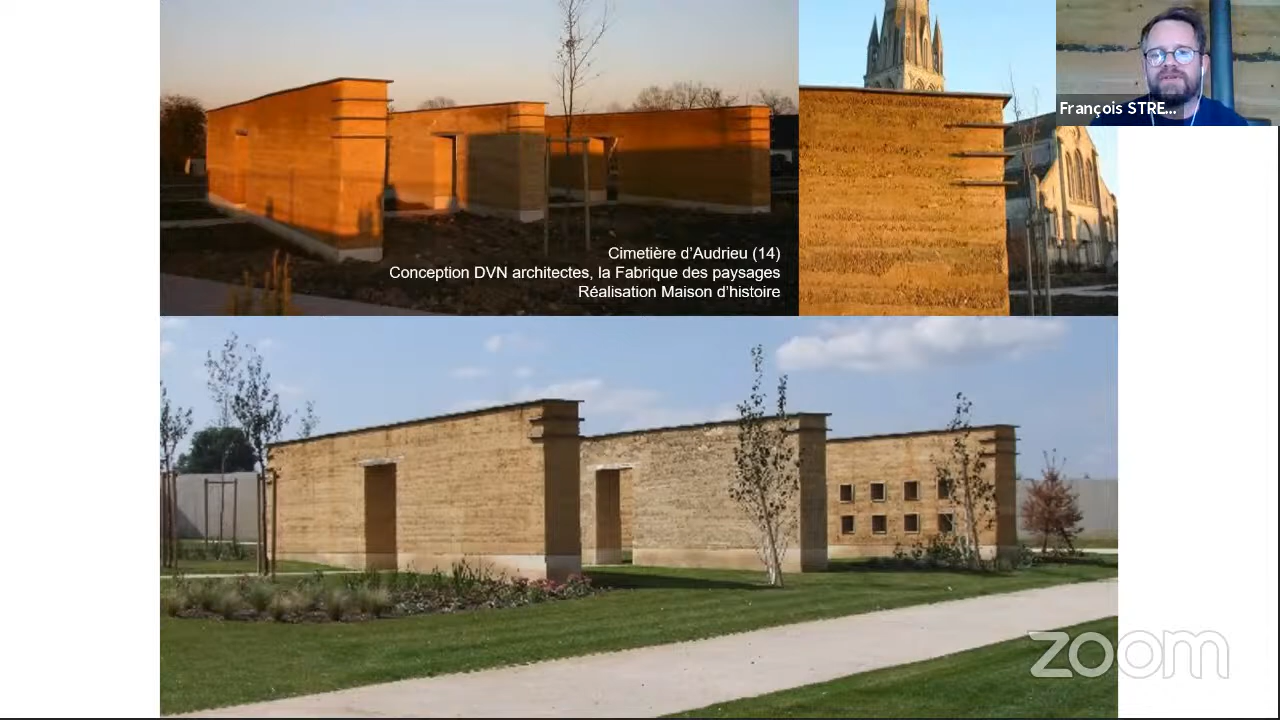 François STRE...
Cimetière d'Audrieu (14)
Conception DVN architectes, la Fabrique des paysages
Réalisation Maison d'histoire
zoom